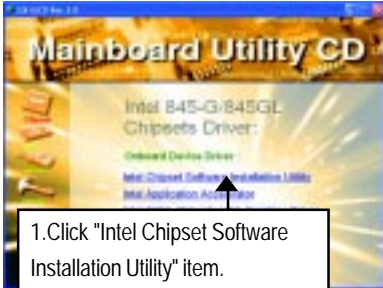 Mainboard Utility CD
Intel 845-G/845GL
Chipsets Driver:
Onboard Device Driver
Intel Chipset Software Installation Utility
Intel Application Accelerator
1.Click "Intel Chipset Software
Installation Utility" item.